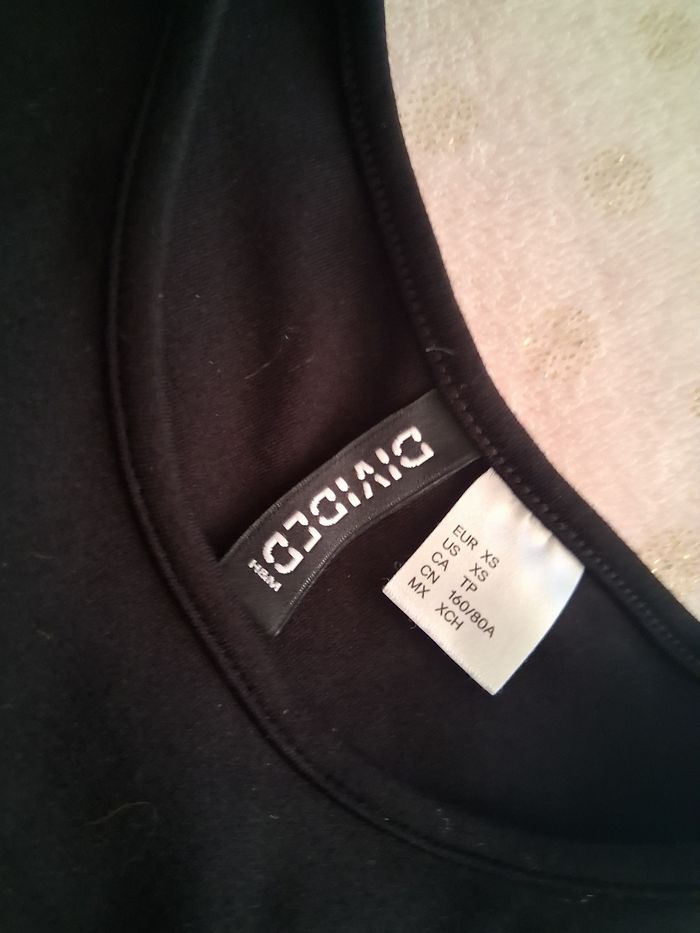 DIVIDED
H&M
EUR XS
US XS
CA TP
CN 160/80A
MX XCH